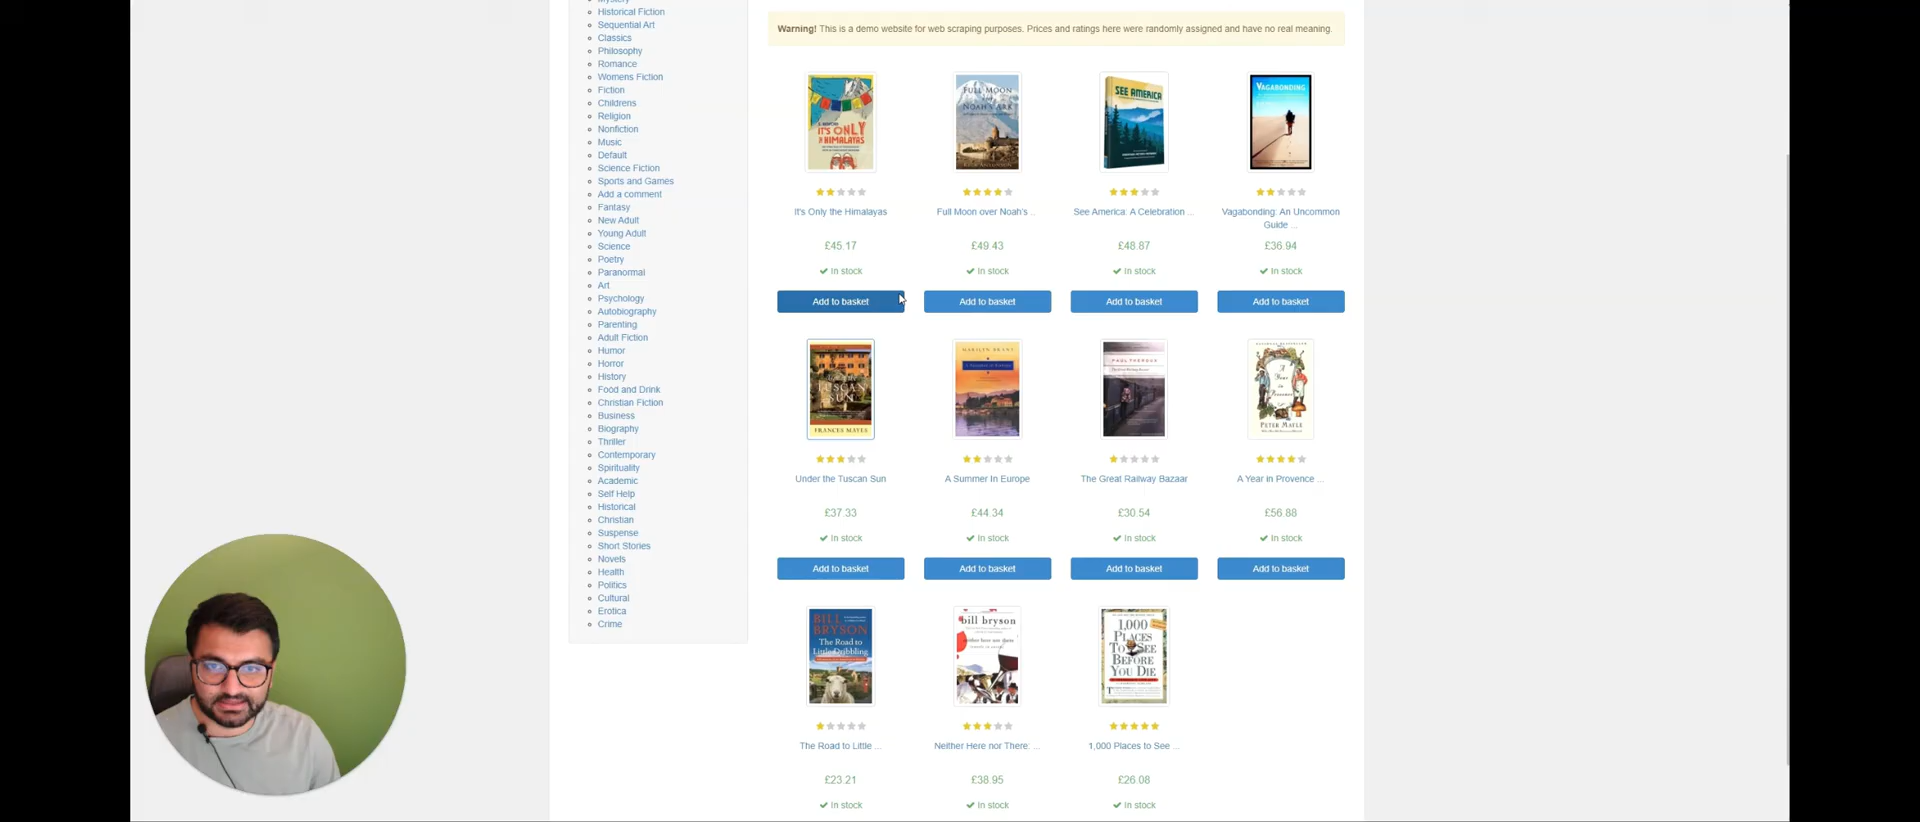 Mystery
Historical Fiction
Sequential Art
Classics
Philosophy
Romance
Womens Fiction
Fiction
Childrens
Religion
Nonfiction
Music
Default
Science Fiction
Sports and Games
Add a comment
Fantasy
New Adult
Young Adult
Science
Poetry
Paranormal
Art
Psychology
Autobiography
Parenting
Adult Fiction
Humor
Horror
History
Food and Drink
Christian Fiction
Business
Biography
Thriller
Contemporary
Spirituality
Academic
Self Help
Historical
Christian
Suspense
Short Stories
Novels
Health
Politics
Cultural
Erotica
Crime
Warning! This is a demo website for web scraping purposes. Prices and ratings here were randomly assigned and have no real meaning.
IT'S ONLY
HIMALAYAS
FULL MOON
NOAH'S ARK
SEE AMERICA
VAGABONDING
It's Only the Himalayas
Full Moon over Noah's ...
See America: A Celebration ...
Vagabonding: An Uncommon
Guide ...
£45.17
£49.43
£48.87
£36.94
In stock
In stock
In stock
In stock
Add to basket
Add to basket
Add to basket
Add to basket
TUSCAN
SUN
FRANCES MAYES
PAUL THEROUX
A
Year
in
Provence
PETER MAYLE
Under the Tuscan Sun
A Summer In Europe
The Great Railway Bazaar
A Year in Provence ...
£37.33
£44.34
£30.54
£56.88
In stock
In stock
In stock
In stock
Add to basket
Add to basket
Add to basket
Add to basket
BILL
BRYSON
The Road to
Little Dribbling
bill bryson
neither here nor there
1,000
PLACES
TO SEE
BEFORE
YOU DIE
The Road to Little ...
Neither Here nor There: ...
1,000 Places to See ...
£23.21
£38.95
£26.08
In stock
In stock
In stock